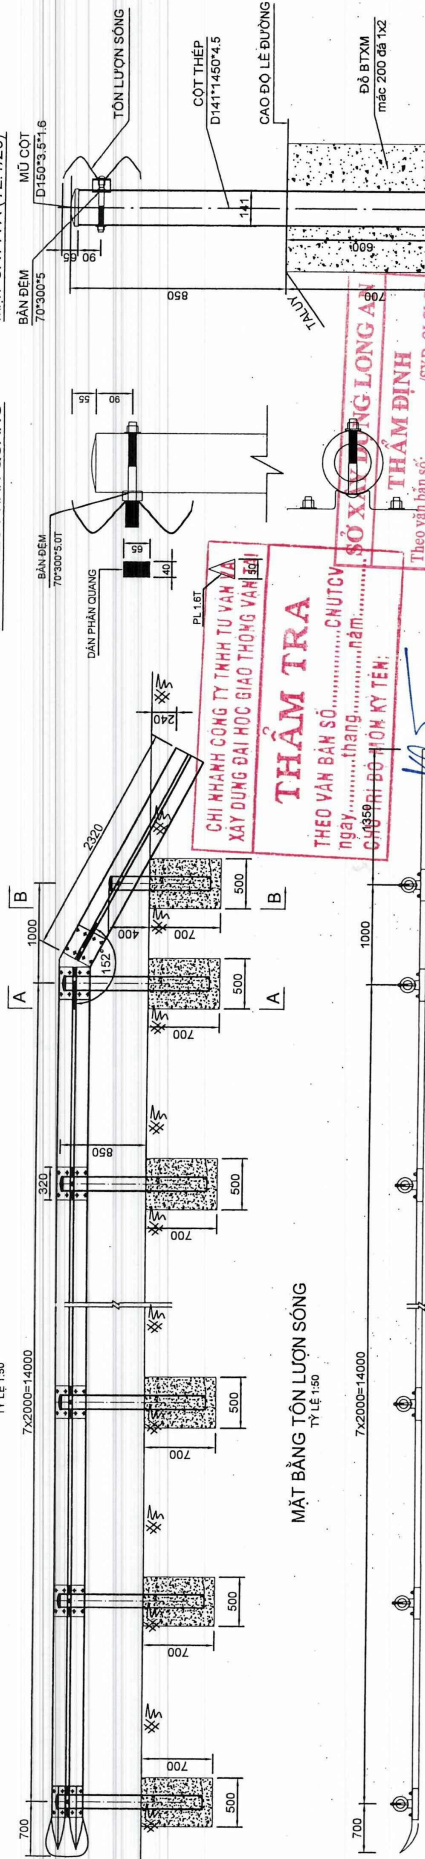 MŨ CỘT
D150*3.5*1.6
BẢN ĐỆM
70*300*5
TÔN LƯỢN SÓNG
CỘT THÉP
D141*1450*4.5
CAO ĐỘ LỀ ĐƯỜNG
ĐỔ BTXM
mác 200 đá 1x2
65
90
141
850
600
700
TALUY
BẢN ĐỆM
70*300*5.0T
DÁN PHẢN QUANG
55
90
65
40
PL 1.6T
50
SỞ XÂY DỰNG LONG AN
THẨM ĐỊNH
Theo văn bản số:
CHI NHÁNH CÔNG TY TNHH TƯ VẤN
XÂY DỰNG ĐẠI HỌC GIAO THÔNG VẬN TẢI
THẨM TRA
THEO VĂN BẢN SỐ............CNUTCV
ngày............tháng............năm............
CHỦ TRÌ BỘ MÔN KÝ TÊN:
TỶ LỆ 1:50
700
7x2000=14000
1000
A
B
2320
320
850
152
400
240
700
500
700
500
700
500
700
500
700
500
700
500
A
B
MẶT BẰNG TÔN LƯỢN SÓNG
TỶ LỆ 1:50
700
7x2000=14000
1000
1350